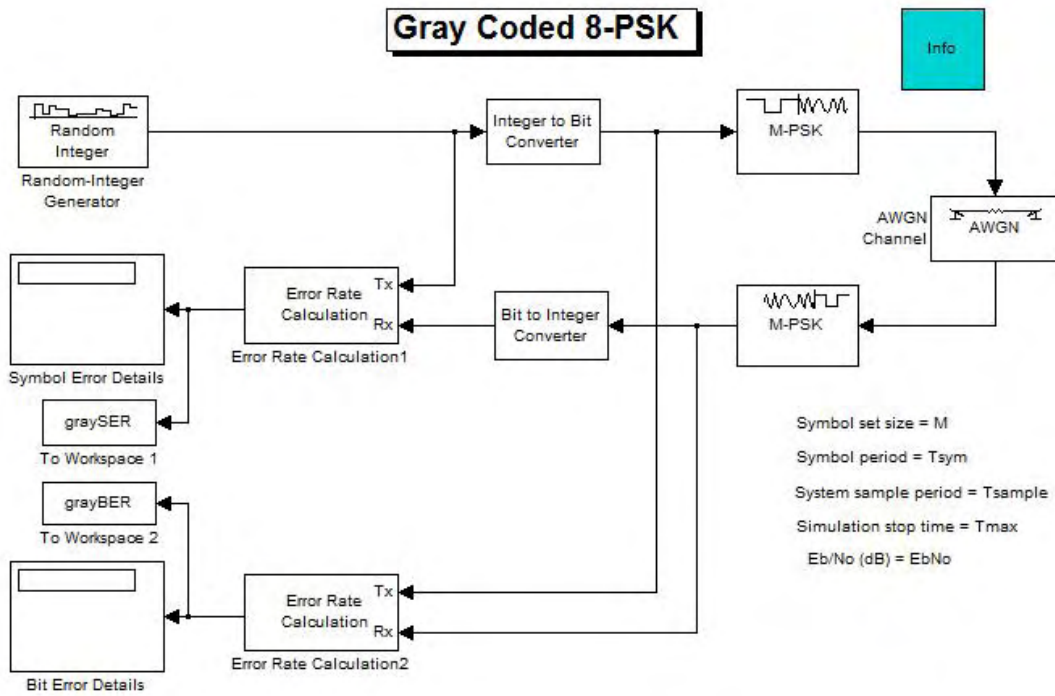 Gray Coded 8-PSK
Info
Random
Integer
Random-Integer
Generator
Integer to Bit
Converter
M-PSK
AWGN
Channel
AWGN
Error Rate
Calculation
Tx
Rx
Error Rate Calculation1
Bit to Integer
Converter
M-PSK
Symbol Error Details
graySER
To Workspace 1
grayBER
To Workspace 2
Symbol set size = M
Symbol period = Tsym
System sample period = Tsample
Simulation stop time = Tmax
Eb/No (dB) = EbNo
Error Rate
Calculation
Tx
Rx
Error Rate Calculation2
Bit Error Details